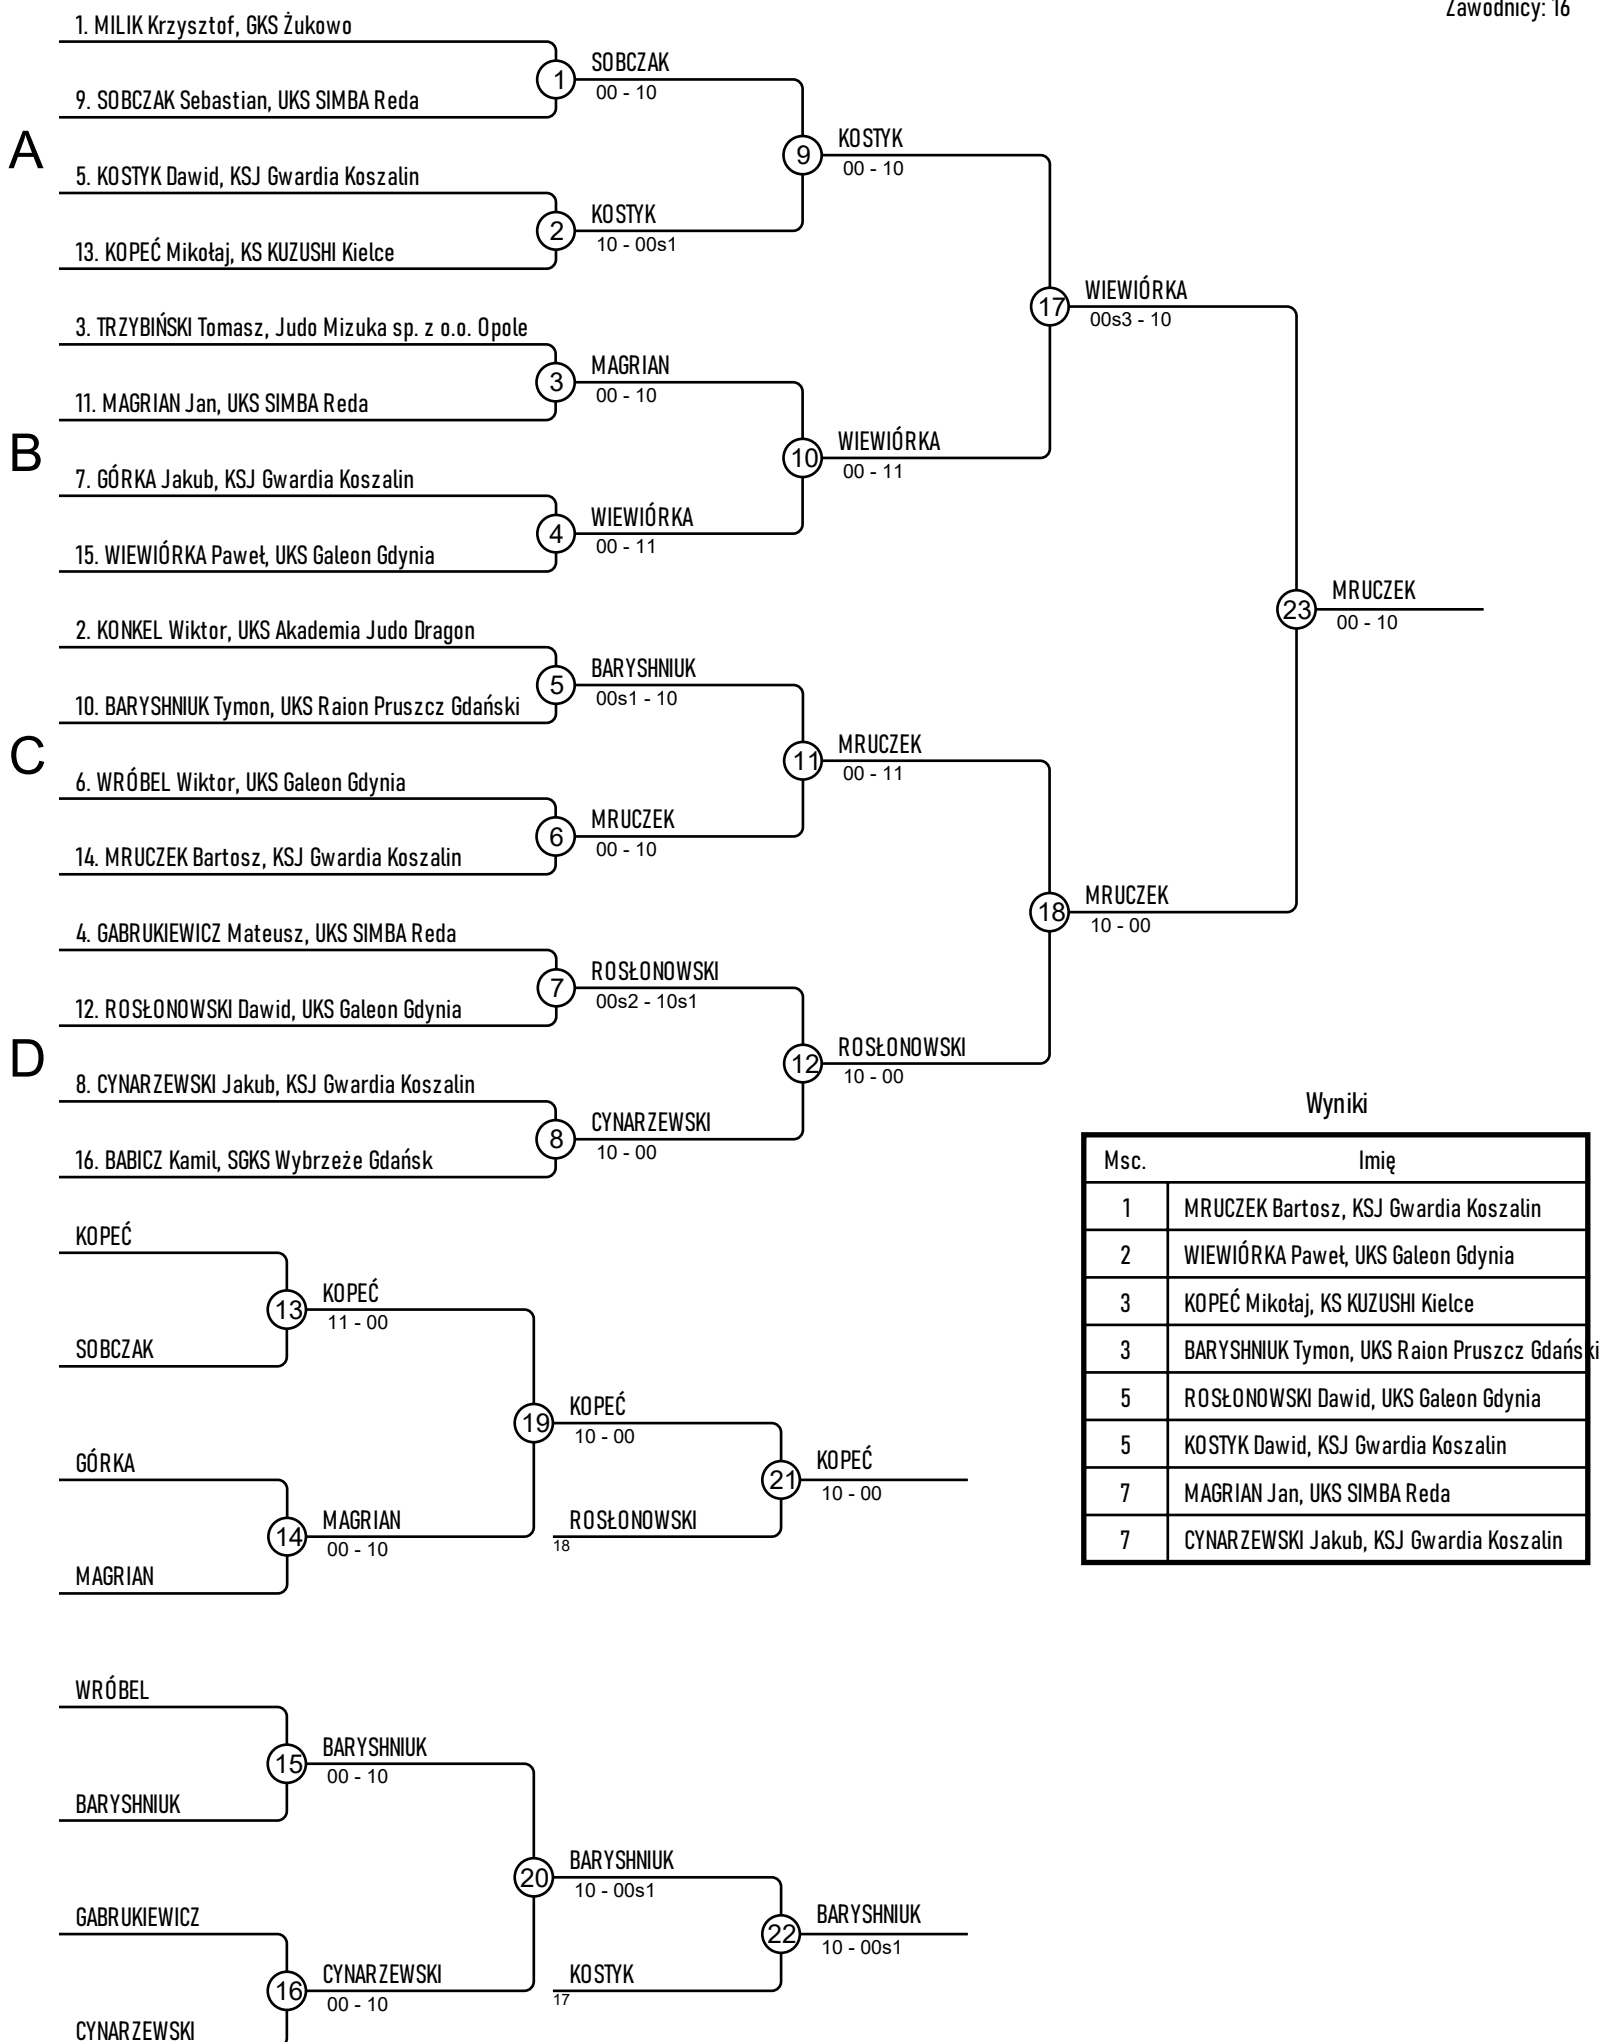 Zawodnicy: 16
1. MILIK Krzysztof, GKS Żukowo
1
SOBCZAK
00 - 10
9. SOBCZAK Sebastian, UKS SIMBA Reda
A
9
KOSTYK
00 - 10
5. KOSTYK Dawid, KSJ Gwardia Koszalin
2
KOSTYK
10 - 00s1
13. KOPEĆ Mikołaj, KS KUZUSHI Kielce
17
WIEWIÓRKA
00s3 - 10
3. TRZYBIŃSKI Tomasz, Judo Mizuka sp. z o.o. Opole
3
MAGRIAN
00 - 10
11. MAGRIAN Jan, UKS SIMBA Reda
B
10
WIEWIÓRKA
00 - 11
7. GÓRKA Jakub, KSJ Gwardia Koszalin
4
WIEWIÓRKA
00 - 11
15. WIEWIÓRKA Paweł, UKS Galeon Gdynia
23
MRUCZEK
00 - 10
2. KONKEL Wiktor, UKS Akademia Judo Dragon
5
BARYSHNIUK
00s1 - 10
10. BARYSHNIUK Tymon, UKS Raion Pruszcz Gdański
C
11
MRUCZEK
00 - 11
6. WRÓBEL Wiktor, UKS Galeon Gdynia
6
MRUCZEK
00 - 10
14. MRUCZEK Bartosz, KSJ Gwardia Koszalin
18
MRUCZEK
10 - 00
4. GABRUKIEWICZ Mateusz, UKS SIMBA Reda
7
ROSŁONOWSKI
00s2 - 10s1
12. ROSŁONOWSKI Dawid, UKS Galeon Gdynia
D
12
ROSŁONOWSKI
10 - 00
8. CYNARZEWSKI Jakub, KSJ Gwardia Koszalin
8
CYNARZEWSKI
10 - 00
16. BABICZ Kamil, SGKS Wybrzeże Gdańsk
Wyniki
Msc. Imię
1 MRUCZEK Bartosz, KSJ Gwardia Koszalin
2 WIEWIÓRKA Paweł, UKS Galeon Gdynia
3 KOPEĆ Mikołaj, KS KUZUSHI Kielce
3 BARYSHNIUK Tymon, UKS Raion Pruszcz Gdański
5 ROSŁONOWSKI Dawid, UKS Galeon Gdynia
5 KOSTYK Dawid, KSJ Gwardia Koszalin
7 MAGRIAN Jan, UKS SIMBA Reda
7 CYNARZEWSKI Jakub, KSJ Gwardia Koszalin
KOPEĆ
13
KOPEĆ
11 - 00
SOBCZAK
19
KOPEĆ
10 - 00
GÓRKA
14
MAGRIAN
00 - 10
MAGRIAN
21
KOPEĆ
10 - 00
ROSŁONOWSKI
18
WRÓBEL
15
BARYSHNIUK
00 - 10
BARYSHNIUK
20
BARYSHNIUK
10 - 00s1
GABRUKIEWICZ
16
CYNARZEWSKI
00 - 10
CYNARZEWSKI
22
BARYSHNIUK
10 - 00s1
KOSTYK
17